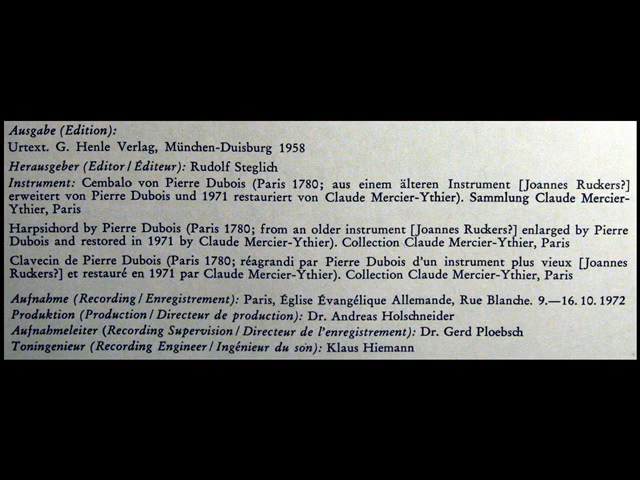 Ausgabe (Edition):
Urtext. G. Henle Verlag, München-Duisburg 1958
Herausgeber (Editor / Éditeur): Rudolf Steglich
Instrument: Cembalo von Pierre Dubois (Paris 1780; aus einem älteren Instrument [Joannes Ruckers?]
erweitert von Pierre Dubois und 1971 restauriert von Claude Mercier-Ythier). Sammlung Claude Mercier-
Ythier, Paris
Harpsichord by Pierre Dubois (Paris 1780; from an older instrument [Joannes Ruckers?] enlarged by Pierre
Dubois and restored in 1971 by Claude Mercier-Ythier). Collection Claude Mercier-Ythier, Paris
Clavecin de Pierre Dubois (Paris 1780; réagrandi par Pierre Dubois d'un instrument plus vieux [Joannes
Ruckers?] et restauré en 1971 par Claude Mercier-Ythier). Collection Claude Mercier-Ythier, Paris
Aufnahme (Recording / Enregistrement): Paris, Église Évangélique Allemande, Rue Blanche. 9.—16. 10. 1972
Produktion (Production / Directeur de production): Dr. Andreas Holschneider
Aufnahmeleiter (Recording Supervision / Directeur de l'enregistrement): Dr. Gerd Ploebsch
Toningenieur (Recording Engineer / Ingénieur du son): Klaus Hiemann